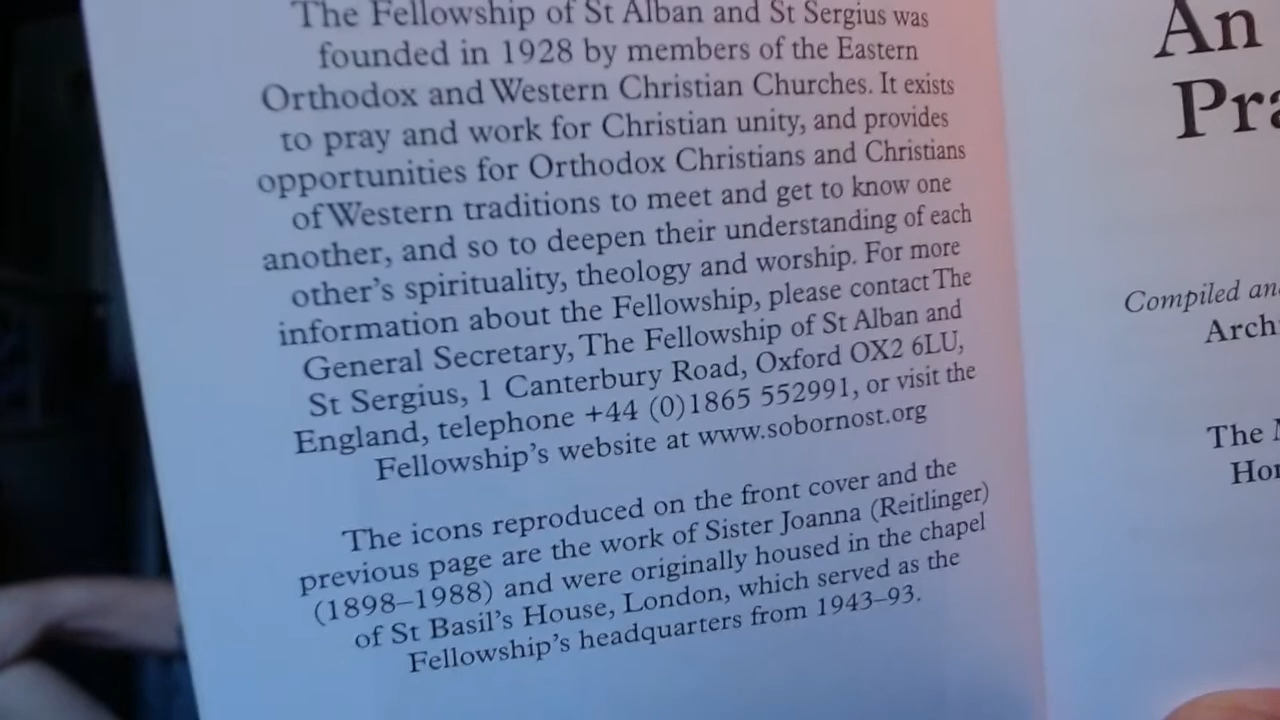 The Fellowship of St Alban and St Sergius was
founded in 1928 by members of the Eastern
Orthodox and Western Christian Churches. It exists
to pray and work for Christian unity, and provides
opportunities for Orthodox Christians and Christians
of Western traditions to meet and get to know one
another, and so to deepen their understanding of each
other's spirituality, theology and worship. For more
information about the Fellowship, please contact The
General Secretary, The Fellowship of St Alban and
St Sergius, 1 Canterbury Road, Oxford OX2 6LU,
England, telephone +44 (0)1865 552991, or visit the
Fellowship's website at www.sobornost.org
The icons reproduced on the front cover and the
previous page are the work of Sister Joanna (Reitlinger)
(1898–1988) and were originally housed in the chapel
of St Basil's House, London, which served as the
Fellowship's headquarters from 1943–93.
An
Compiled
The